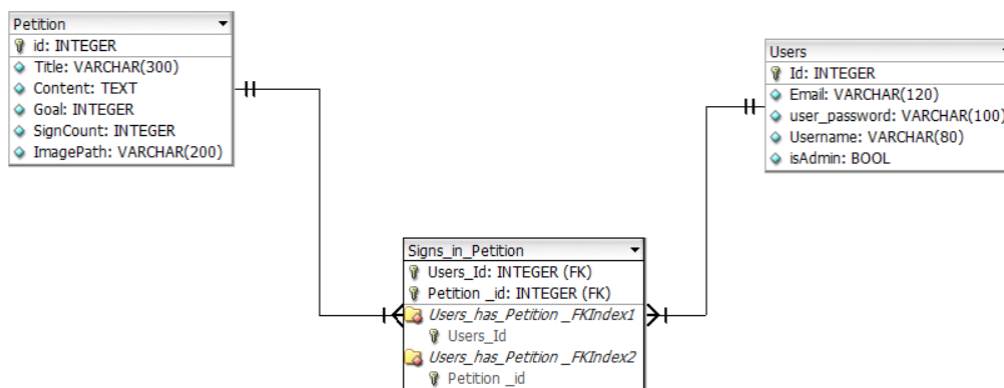 Petition
id: INTEGER
Title: VARCHAR(300)
Content: TEXT
Goal: INTEGER
SignCount: INTEGER
ImagePath: VARCHAR(200)
Users
Id: INTEGER
Email: VARCHAR(120)
user_password: VARCHAR(100)
Username: VARCHAR(80)
isAdmin: BOOL
Signs_in_Petition
Users_Id: INTEGER (FK)
Petition _id: INTEGER (FK)
Users_has_Petition _FKIndex1
Users_Id
Users_has_Petition _FKIndex2
Petition _id